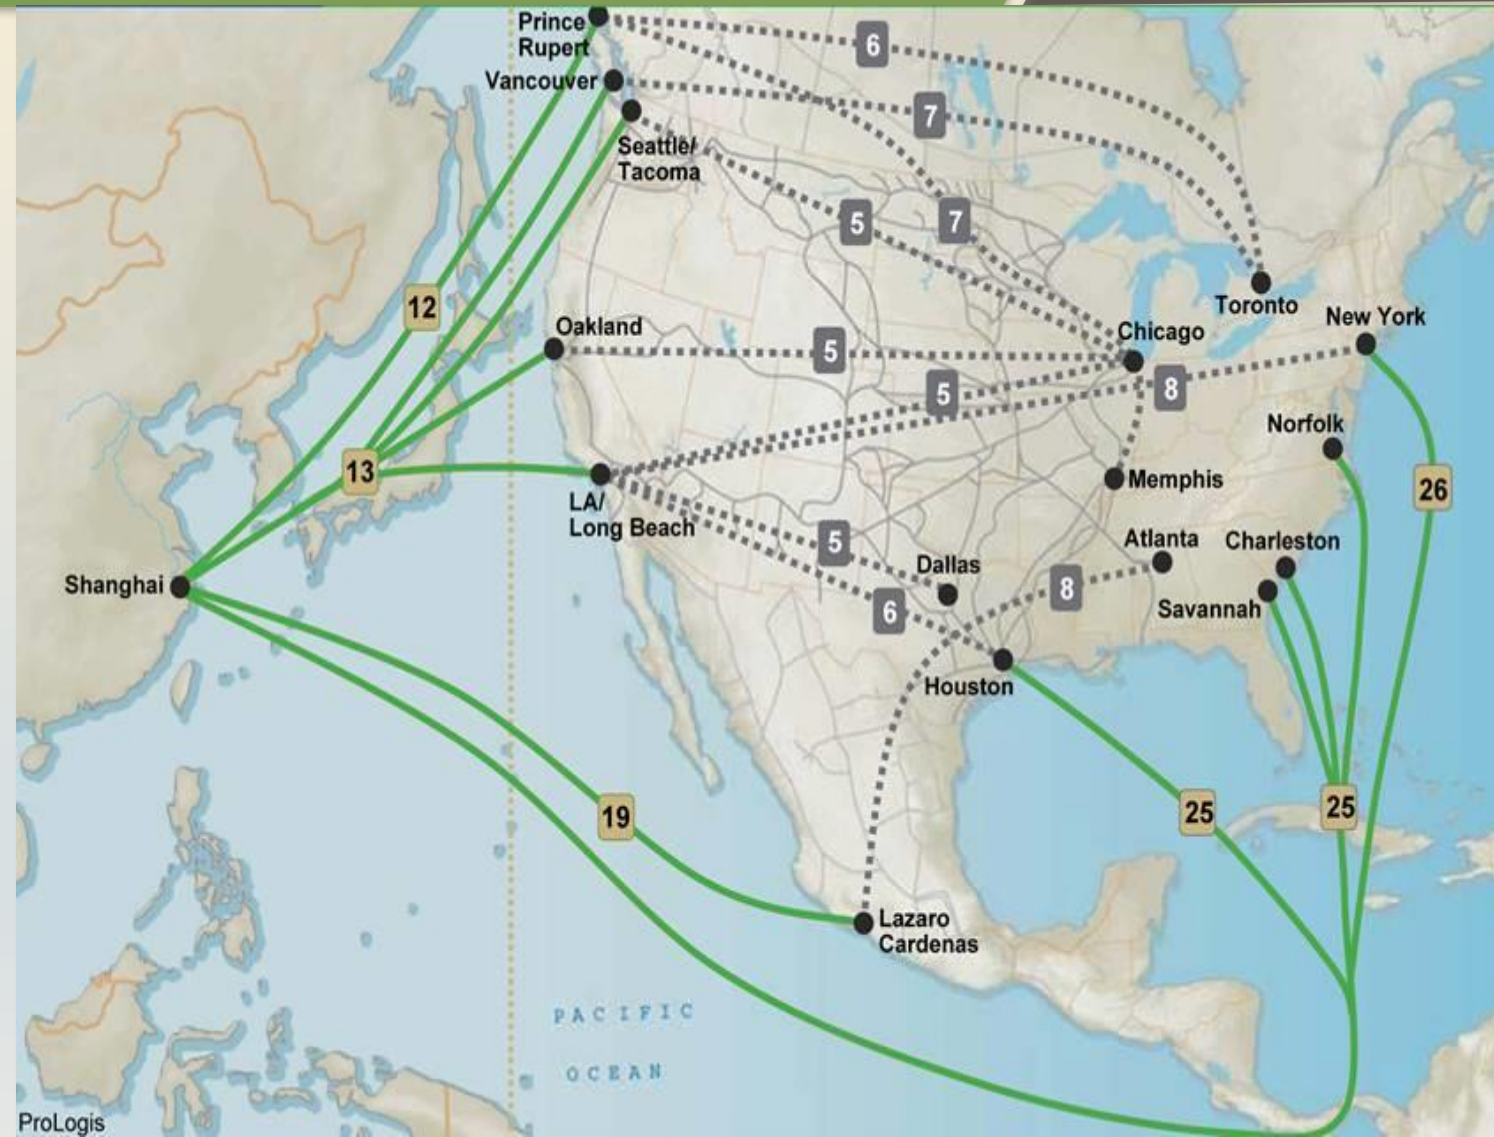 Prince
Rupert
6
Vancouver
7
Seattle/
Tacoma
5
7
12
Toronto
Oakland
Chicago
New York
5
5
8
Norfolk
13
LA/
Long Beach
Memphis
26
5
Atlanta
Charleston
Dallas
8
Shanghai
6
Savannah
Houston
19
25
25
Lazaro
Cardenas
PACIFIC
OCEAN
ProLogis